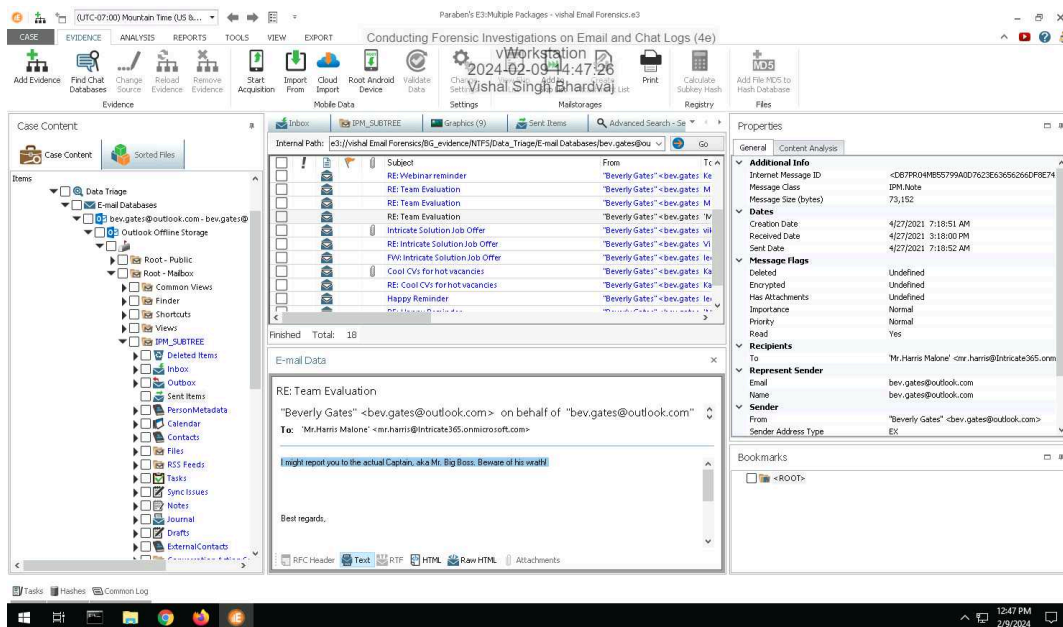 (UTC-07:00) Mountain Time (US &...
Paraben's E3:Multiple Packages - vishal Email Forensics.e3
CASE EVIDENCE ANALYSIS REPORTS TOOLS VIEW EXPORT
Conducting Forensic Investigations on Email and Chat Logs (4e)
vWorkstation
2024-02-09 14:47:26
Vishal Singh Bhardvaj
Add Evidence
Find Chat Databases
Change Source
Reload Evidence
Remove Evidence
Start Acquisition
Import From
Cloud Import
Root Android Device
Validate Data
Print
Calculate Subkey Hash
Add File MD5 to Hash Database
Evidence Mobile Data Settings Mailstorages Registry Files
Case Content
Case Content Sorted Files
Items
Data Triage
E-mail Databases
bev.gates@outlook.com - bev.gates@
Outlook Offline Storage
Root - Public
Root - Mailbox
Common Views
Finder
Shortcuts
Views
IPM_SUBTREE
Deleted Items
Inbox
Outbox
Sent Items
PersonMetadata
Calendar
Contacts
Files
RSS Feeds
Tasks
Sync Issues
Notes
Journal
Drafts
ExternalContacts
Inbox IPM_SUBTREE Graphics (9) Sent Items Advanced Search - Se
Internal Path: e3://vishal Email Forensics/BG_evidence/NTFS/Data_Triage/E-mail Databases/bev.gates@ou Go
Subject From Tc
RE: Webinar reminder "Beverly Gates" <bev.gates Ke
RE: Team Evaluation "Beverly Gates" <bev.gates M
RE: Team Evaluation "Beverly Gates" <bev.gates M
RE: Team Evaluation "Beverly Gates" <bev.gates 'M
Intricate Solution Job Offer "Beverly Gates" <bev.gates vik
RE: Intricate Solution Job Offer "Beverly Gates" <bev.gates Vi
FW: Intricate Solution Job Offer "Beverly Gates" <bev.gates le
Cool CVs for hot vacancies "Beverly Gates" <bev.gates Ka
RE: Cool CVs for hot vacancies "Beverly Gates" <bev.gates Ka
Happy Reminder "Beverly Gates" <bev.gates le
Finished Total: 18
E-mail Data
RE: Team Evaluation
"Beverly Gates" <bev.gates@outlook.com> on behalf of "bev.gates@outlook.com"
To: 'Mr.Harris Malone' <mr.harris@Intricate365.onmicrosoft.com>
I might report you to the actual Captain, aka Mr. Big Boss. Beware of his wrath!
Best regards,
RFC Header Text RTF HTML Raw HTML Attachments
Properties
General Content Analysis
Additional Info
Internet Message ID <DB7PR04MB55799A0D7623E63656266DF8E74
Message Class IPM.Note
Message Size (bytes) 73,152
Dates
Creation Date 4/27/2021 7:18:51 AM
Received Date 4/27/2021 3:18:00 PM
Sent Date 4/27/2021 7:18:52 AM
Message Flags
Deleted Undefined
Encrypted Undefined
Has Attachments Undefined
Importance Normal
Priority Normal
Read Yes
Recipients
To 'Mr.Harris Malone' <mr.harris@Intricate365.onm
Represent Sender
Email bev.gates@outlook.com
Name bev.gates@outlook.com
Sender
From "Beverly Gates" <bev.gates@outlook.com>
Sender Address Type EX
Bookmarks
<ROOT>
Tasks Hashes Common Log
12:47 PM
2/9/2024